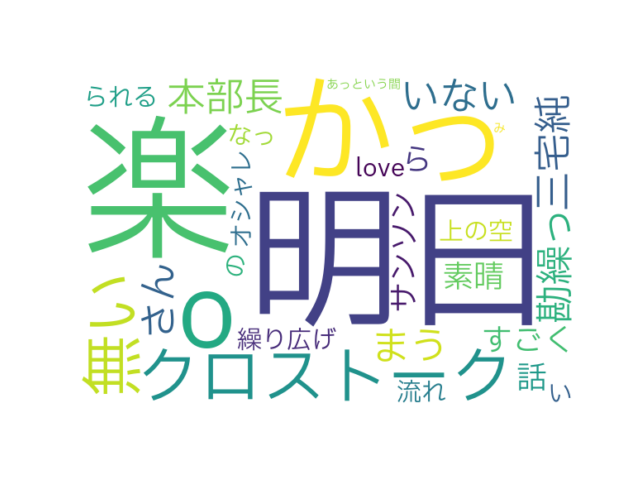 あっという間
られる
本部長
かつ
いない
み
楽
なっ
love
ら
三宅純
オシャレ
の
明日
サンソン
上の空
素晴
勘繰っ
無い
さん
o
繰り広げ
まう
すごく
クロストーク
流れ
話
い